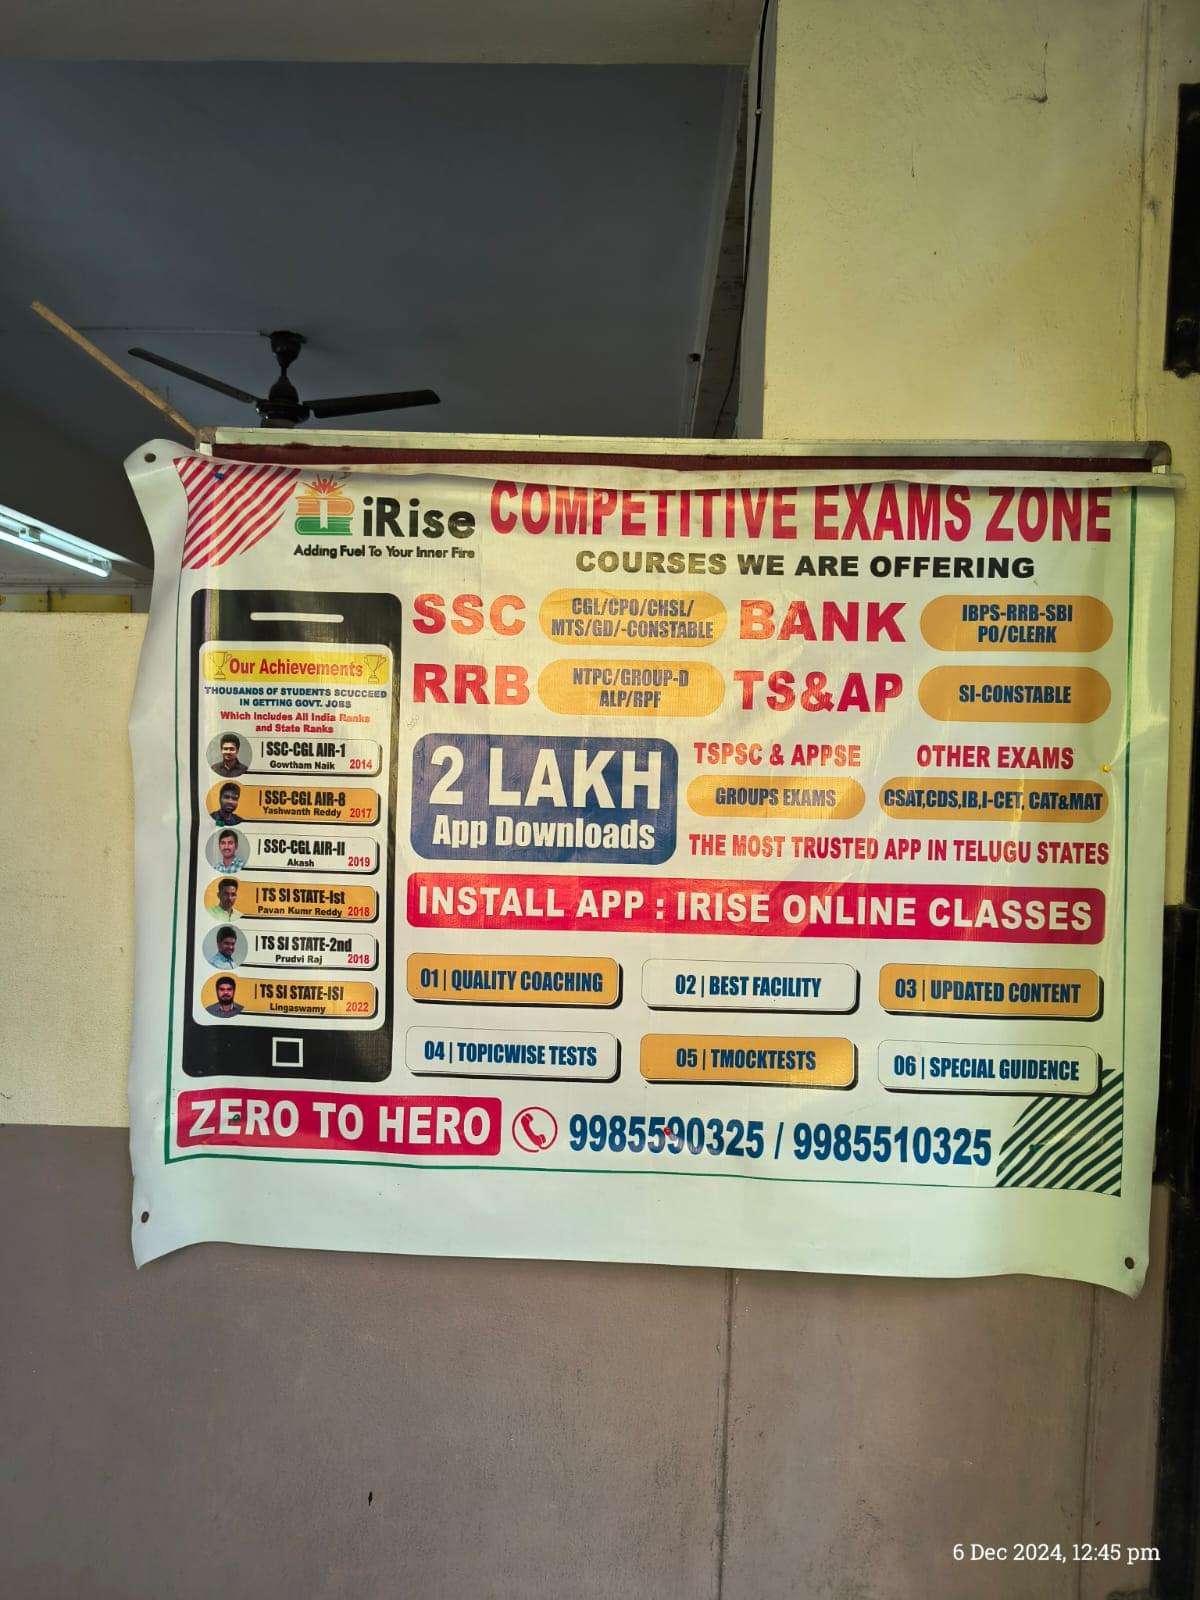 iRise
Adding Fuel To Your Inner Fire
COMPETITIVE EXAMS ZONE
COURSES WE ARE OFFERING
SSC
CGL/CPO/CHSL/
MTS/GD/-CONSTABLE
BANK
IBPS-RRB-SBI
PO/CLERK
RRB
NTPC/GROUP-D
ALP/RPF
TS&AP
SI-CONSTABLE
Our Achievements
THOUSANDS OF STUDENTS SCUCCEED
IN GETTING GOVT. JOBS
Which Includes All India Ranks
and State Ranks
| SSC-CGL AIR-1
Gowtham Naik 2014
| SSC-CGL AIR-8
Yashwanth Reddy 2017
| SSC-CGL AIR-II
Akash 2019
| TS SI STATE-Ist
Pavan Kumr Reddy 2018
| TS SI STATE-2nd
Prudvi Raj 2018
| TS SI STATE-ISI
Lingaswamy 2022
2 LAKH
App Downloads
TSPSC & APPSE
GROUPS EXAMS
OTHER EXAMS
CSAT,CDS,IB,I-CET, CAT&MAT
THE MOST TRUSTED APP IN TELUGU STATES
INSTALL APP : IRISE ONLINE CLASSES
01 | QUALITY COACHING
02 | BEST FACILITY
03 | UPDATED CONTENT
04 | TOPICWISE TESTS
05 | TMOCKTESTS
06 | SPECIAL GUIDENCE
ZERO TO HERO
9985590325 / 9985510325
6 Dec 2024, 12:45 pm